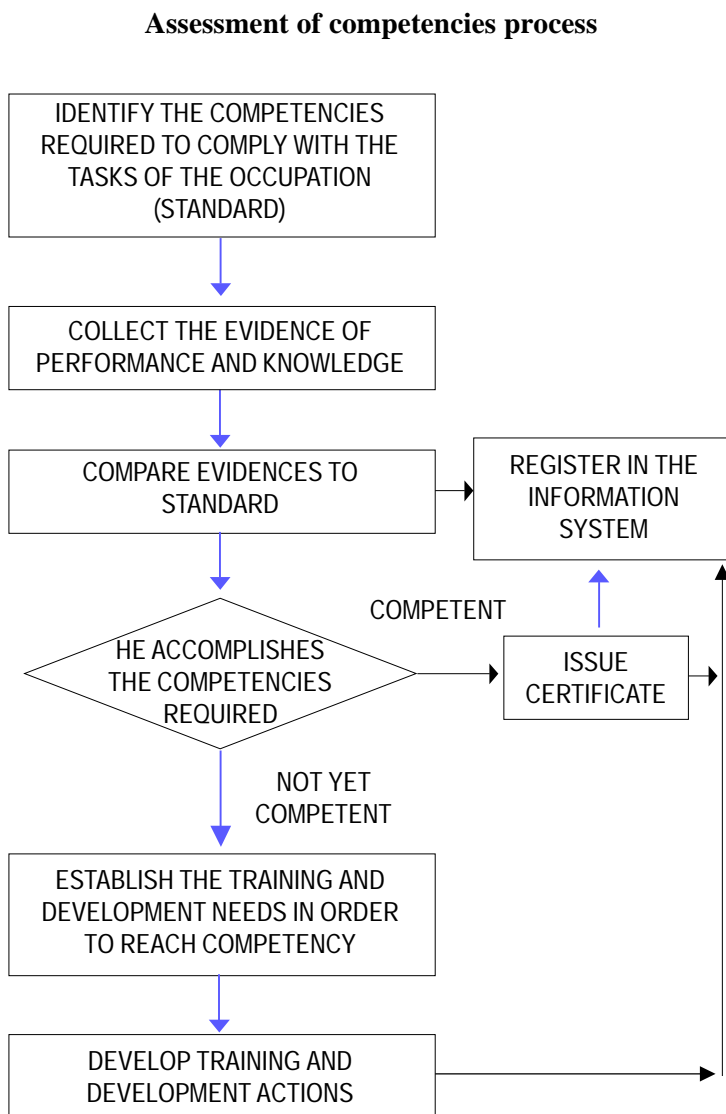 Assessment of competencies process
IDENTIFY THE COMPETENCIES
REQUIRED TO COMPLY WITH THE
TASKS OF THE OCCUPATION
(STANDARD)
COLLECT THE EVIDENCE OF
PERFORMANCE AND KNOWLEDGE
COMPARE EVIDENCES TO
STANDARD
REGISTER IN THE
INFORMATION
SYSTEM
COMPETENT
HE ACCOMPLISHES
THE COMPETENCIES
REQUIRED
ISSUE
CERTIFICATE
NOT YET
COMPETENT
ESTABLISH THE TRAINING AND
DEVELOPMENT NEEDS IN ORDER
TO REACH COMPETENCY
DEVELOP TRAINING AND
DEVELOPMENT ACTIONS